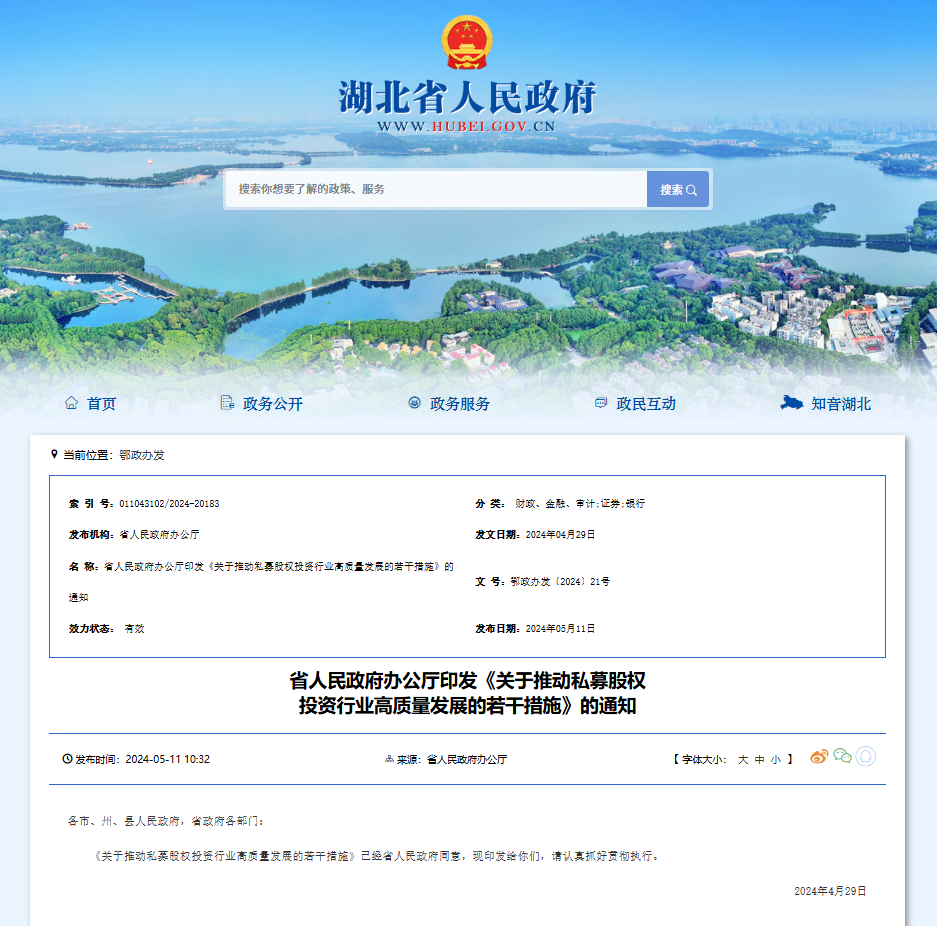 湖北省人民政府
WWW.HUBEI.GOV.CN
搜索你想要了解的政策、服务 搜索
首页 政务公开 政务服务 政民互动 知音湖北
当前位置：鄂政办发
索 引 号：011043102/2024-20183 分 类： 财政、金融、审计;证券;银行
发布机构：省人民政府办公厅 发文日期：2024年04月29日
名 称：省人民政府办公厅印发《关于推动私募股权投资行业高质量发展的若干措施》的
通知
文 号：鄂政办发〔2024〕21号
效力状态： 有效 发布日期：2024年05月11日
省人民政府办公厅印发《关于推动私募股权
投资行业高质量发展的若干措施》的通知
发布时间：2024-05-11 10:32 来源：省人民政府办公厅 【 字体大小： 大 中 小 】
各市、州、县人民政府，省政府各部门：
《关于推动私募股权投资行业高质量发展的若干措施》已经省人民政府同意，现印发给你们，请认真抓好贯彻执行。
2024年4月29日